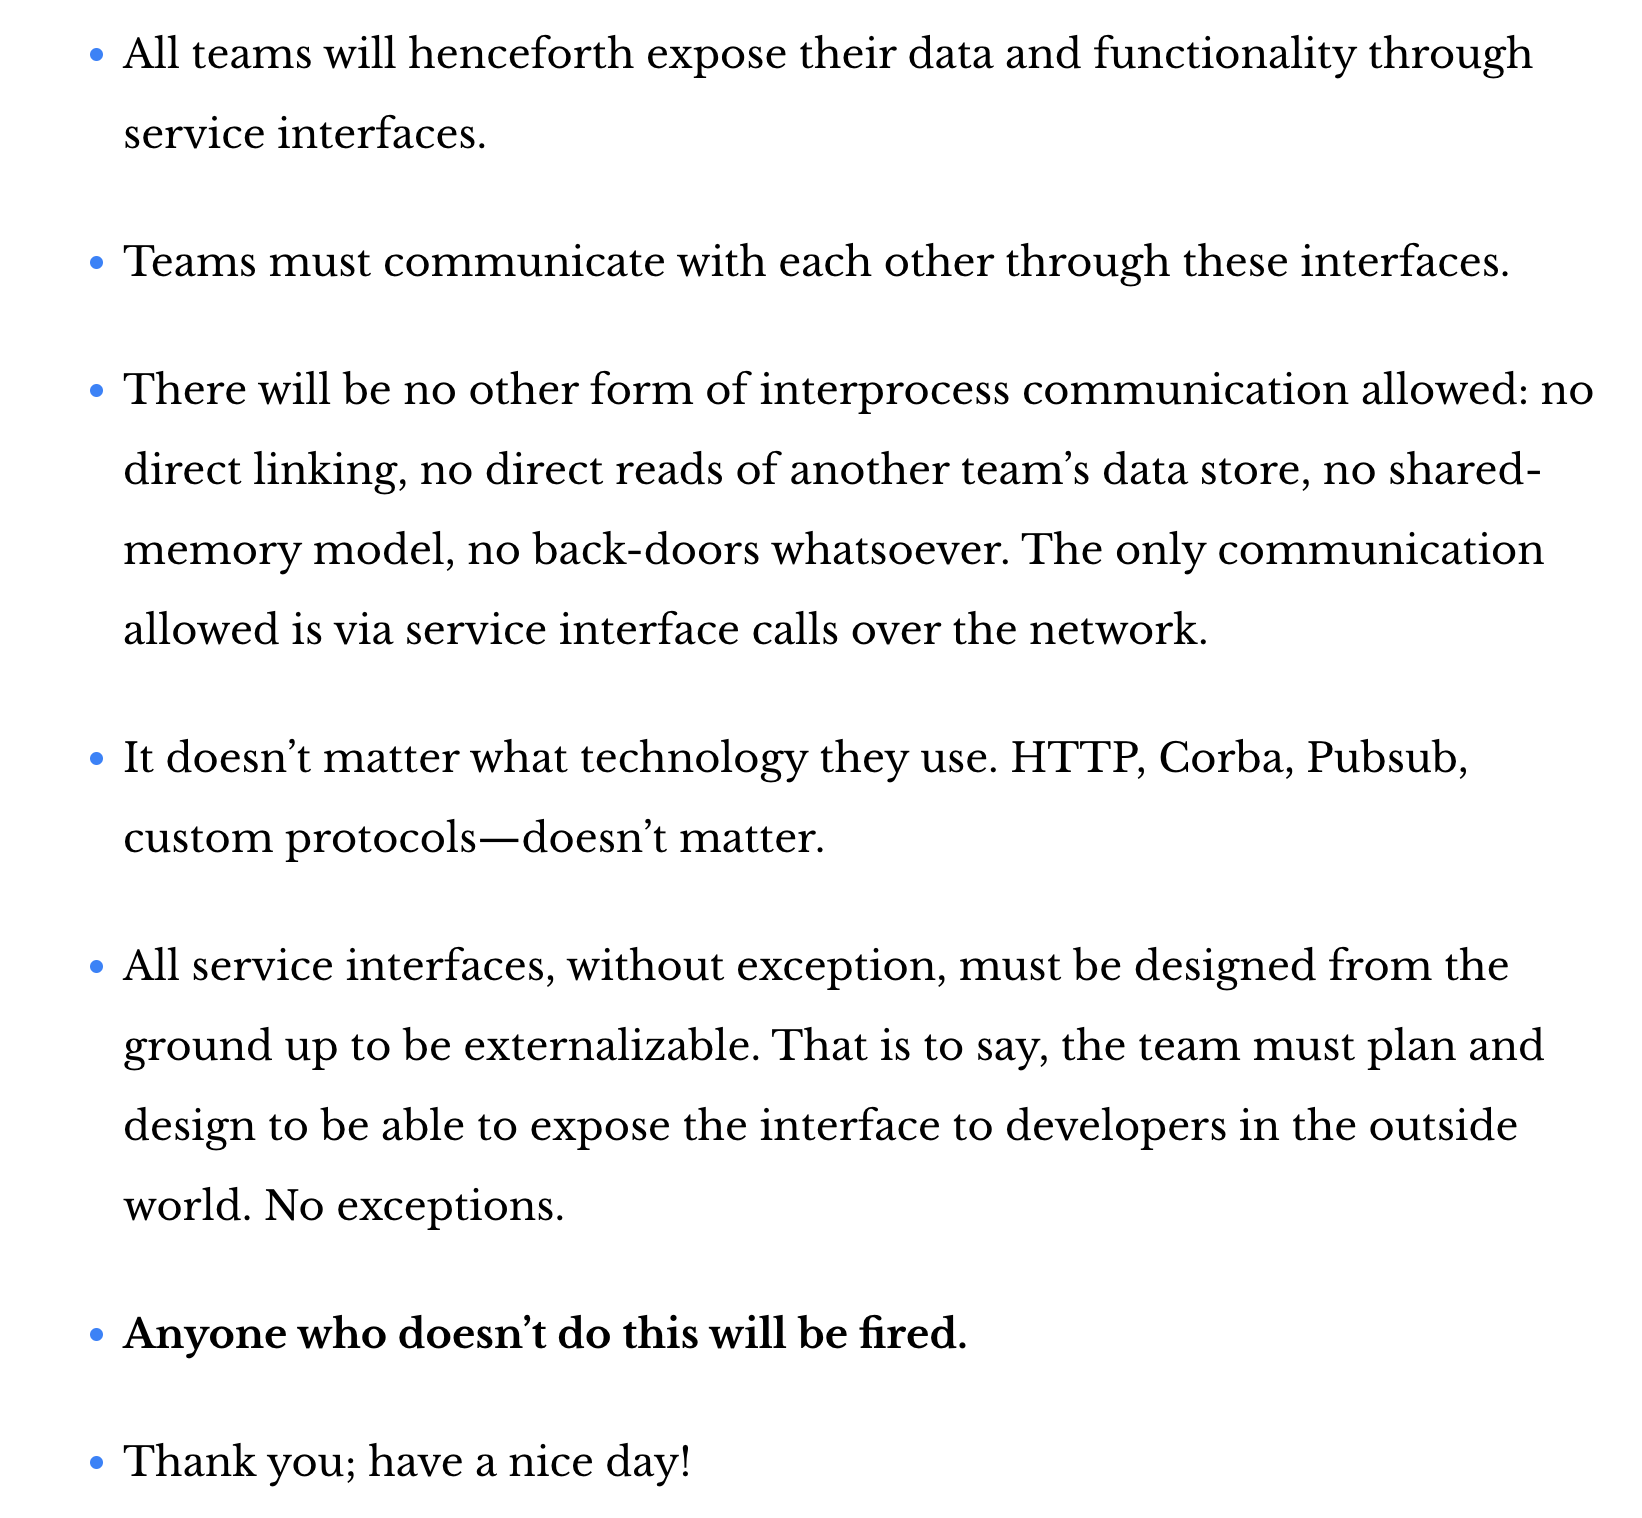 • All teams will henceforth expose their data and functionality through
service interfaces.
• Teams must communicate with each other through these interfaces.
• There will be no other form of interprocess communication allowed: no
direct linking, no direct reads of another team’s data store, no shared-
memory model, no back-doors whatsoever. The only communication
allowed is via service interface calls over the network.
• It doesn’t matter what technology they use. HTTP, Corba, Pubsub,
custom protocols—doesn’t matter.
• All service interfaces, without exception, must be designed from the
ground up to be externalizable. That is to say, the team must plan and
design to be able to expose the interface to developers in the outside
world. No exceptions.
• Anyone who doesn’t do this will be fired.
• Thank you; have a nice day!